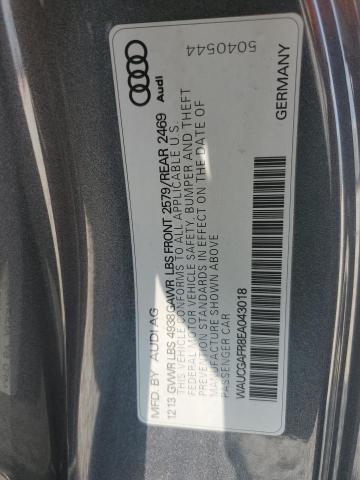 Audi
5040544
MFD. BY AUDI AG
1213 GVWR LBS 4938 GAWR LBS FRONT 2579/REAR 2469
THIS VEHICLE CONFORMS TO ALL APPLICABLE U.S.
FEDERAL MOTOR VEHICLE SAFETY, BUMPER AND THEFT
PREVENTION STANDARDS IN EFFECT ON THE DATE OF
MANUFACTURE SHOWN ABOVE
PASSENGER CAR
WAUCGAFR8EA043018
GERMANY